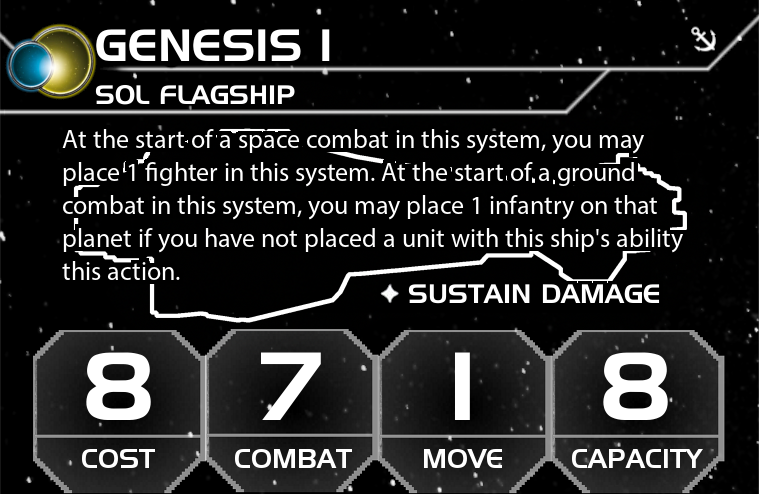 GENESIS I
SOL FLAGSHIP
At the start of a space combat in this system, you may
place 1 fighter in this system. At the start of a ground
combat in this system, you may place 1 infantry on that
planet if you have not placed a unit with this ship's ability
this action.
SUSTAIN DAMAGE
8 7 1 8
COST COMBAT MOVE CAPACITY